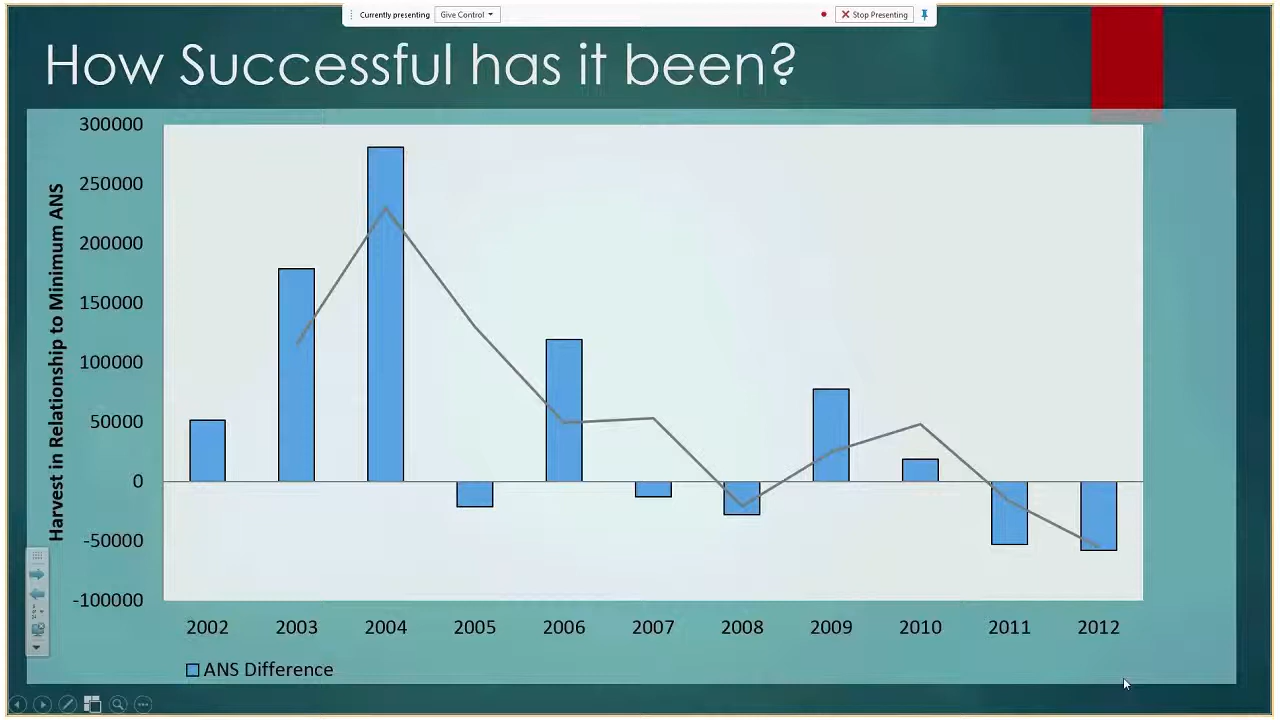 Currently presenting Give Control Stop Presenting
How Successful has it been?
Harvest in Relationship to Minimum ANS
300000
250000
200000
150000
100000
50000
0
-50000
-100000
2002 2003 2004 2005 2006 2007 2008 2009 2010 2011 2012
ANS Difference